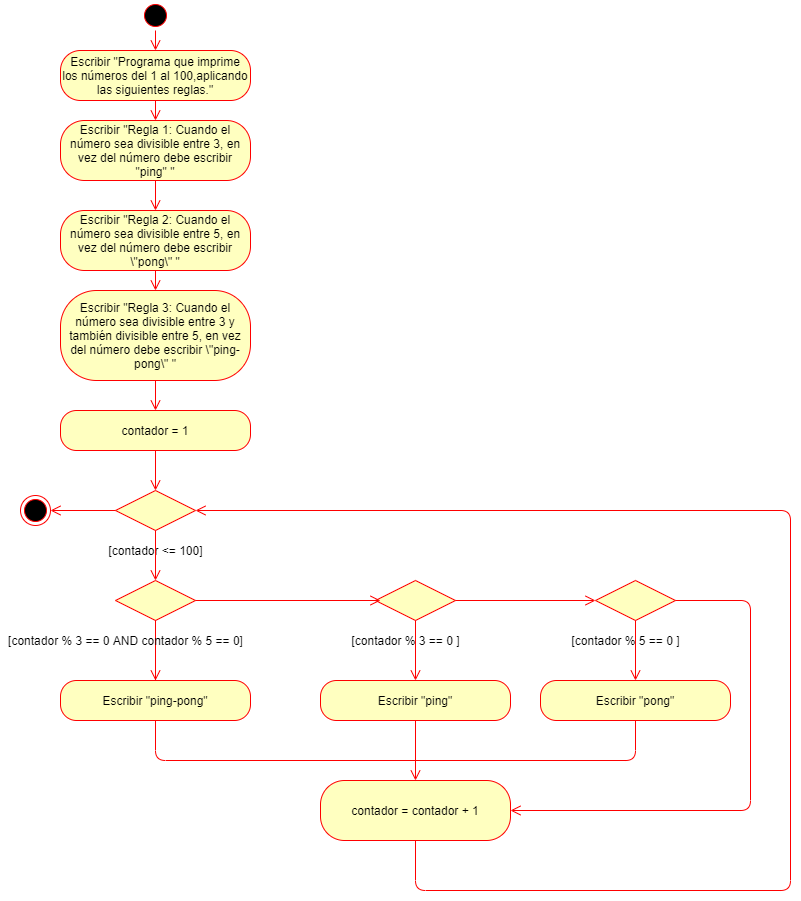 Escribir "Programa que imprime
los números del 1 al 100,aplicando
las siguientes reglas."
Escribir "Regla 1: Cuando el
número sea divisible entre 3, en
vez del número debe escribir
"ping" "
Escribir "Regla 2: Cuando el
número sea divisible entre 5, en
vez del número debe escribir
\"pong\" "
Escribir "Regla 3: Cuando el
número sea divisible entre 3 y
también divisible entre 5, en vez
del número debe escribir \"ping-
pong\" "
contador = 1
[contador <= 100]
[contador % 3 == 0 AND contador % 5 == 0]
[contador % 3 == 0 ]
[contador % 5 == 0 ]
Escribir "ping-pong"
Escribir "ping"
Escribir "pong"
contador = contador + 1